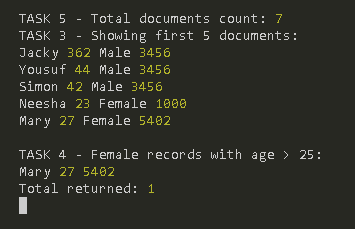 TASK 5 - Total documents count: 7
TASK 3 - Showing first 5 documents:
Jacky 362 Male 3456
Yousuf 44 Male 3456
Simon 42 Male 3456
Neesha 23 Female 1000
Mary 27 Female 5402
TASK 4 - Female records with age > 25:
Mary 27 5402
Total returned: 1